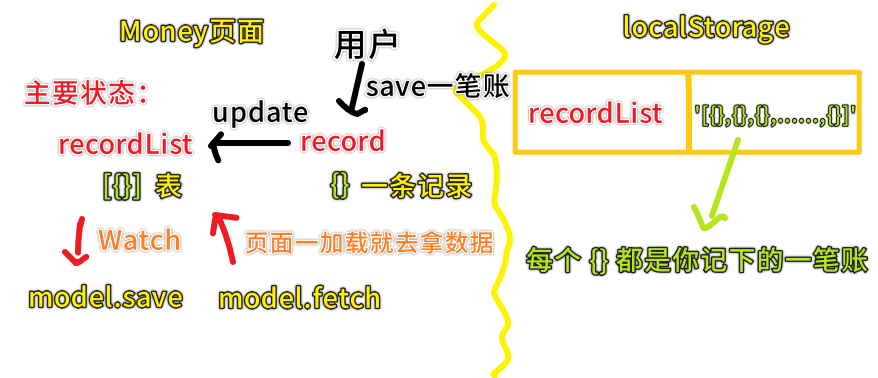 Money页面
用户
主要状态：
save一笔账
update
recordList
record
[{}] 表
{} 一条记录
Watch
页面一加载就去拿数据
model.save
model.fetch
localStorage
recordList
'[{},{},{},......,{}]'
每个 {} 都是你记下的一笔账